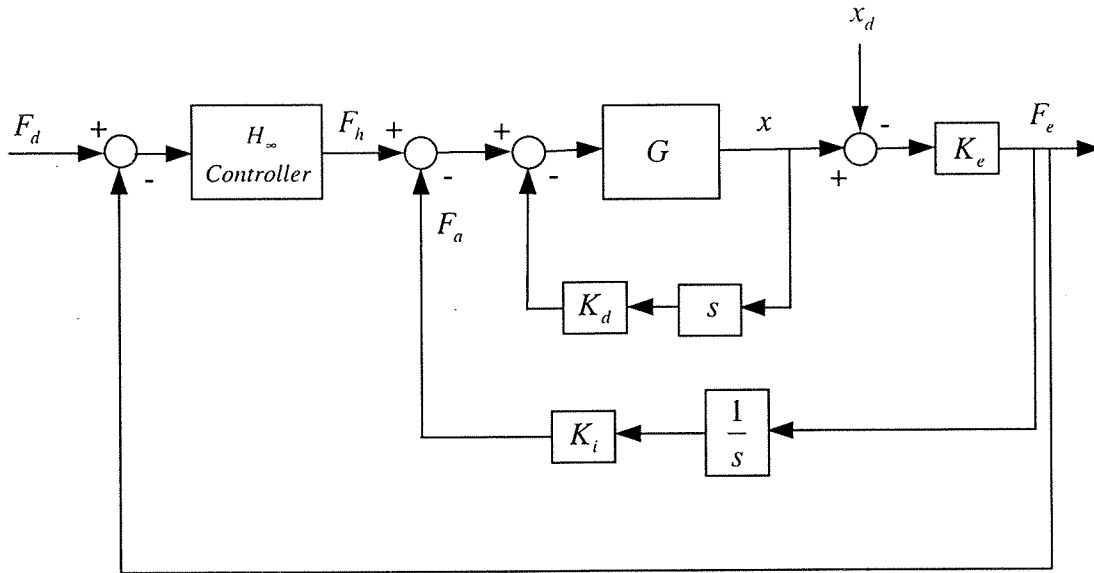 x_d
F_d
+
-
H_∞
Controller
F_h
+
-
F_a
+
-
G
x
+
-
K_e
F_e
K_d
s
K_i
1
s